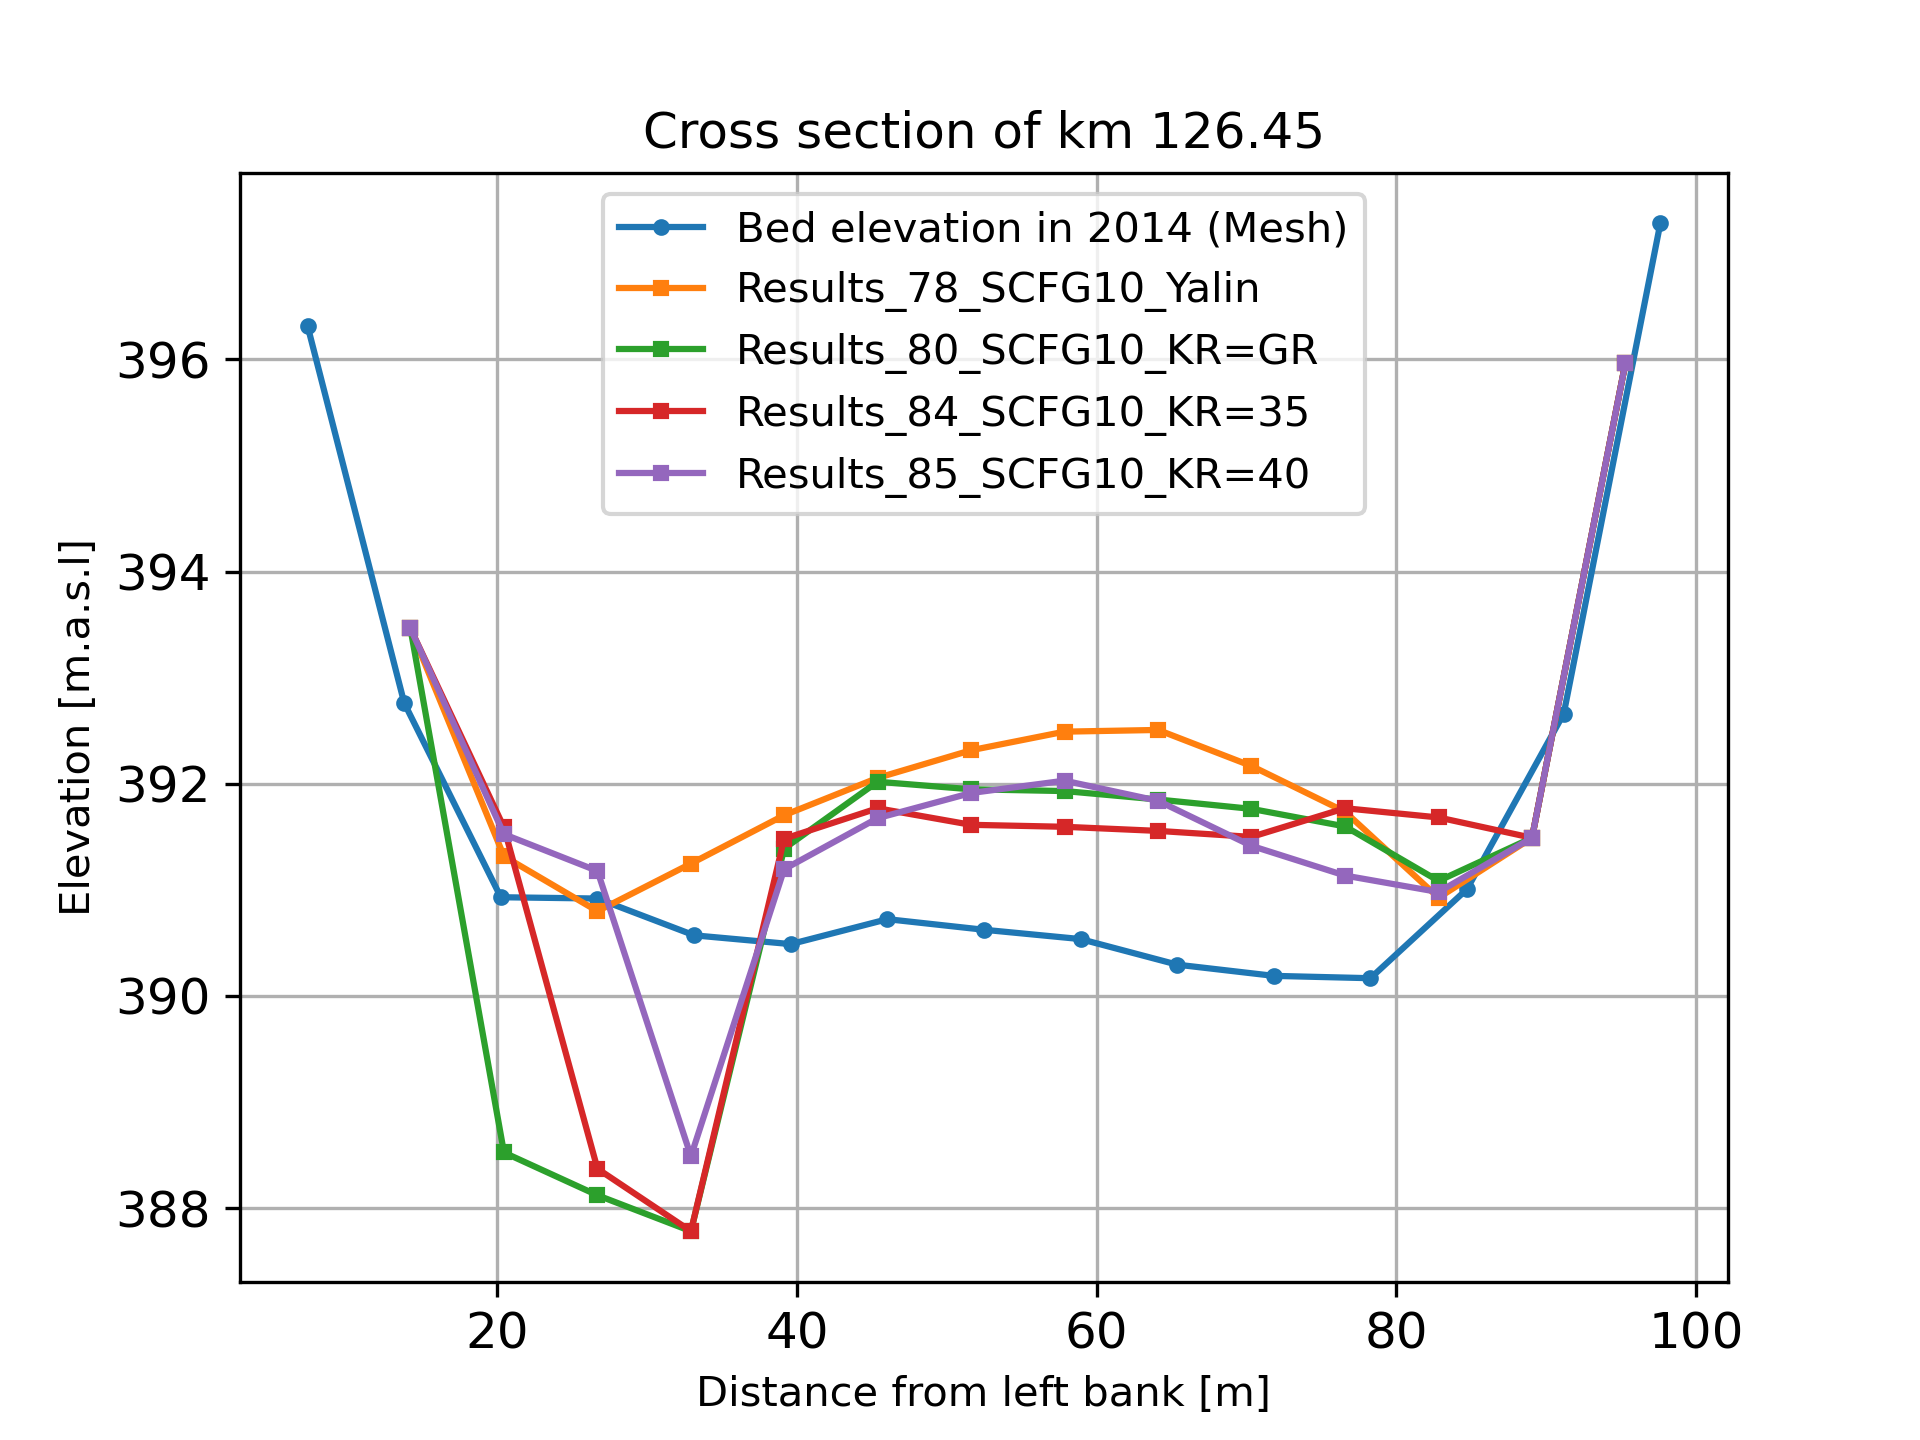 Cross section of km 126.45
Bed elevation in 2014 (Mesh)
Results_78_SCFG10_Yalin
Results_80_SCFG10_KR=GR
Results_84_SCFG10_KR=35
Results_85_SCFG10_KR=40
Elevation [m.a.s.l]
396
394
392
390
388
20
40
60
80
100
Distance from left bank [m]